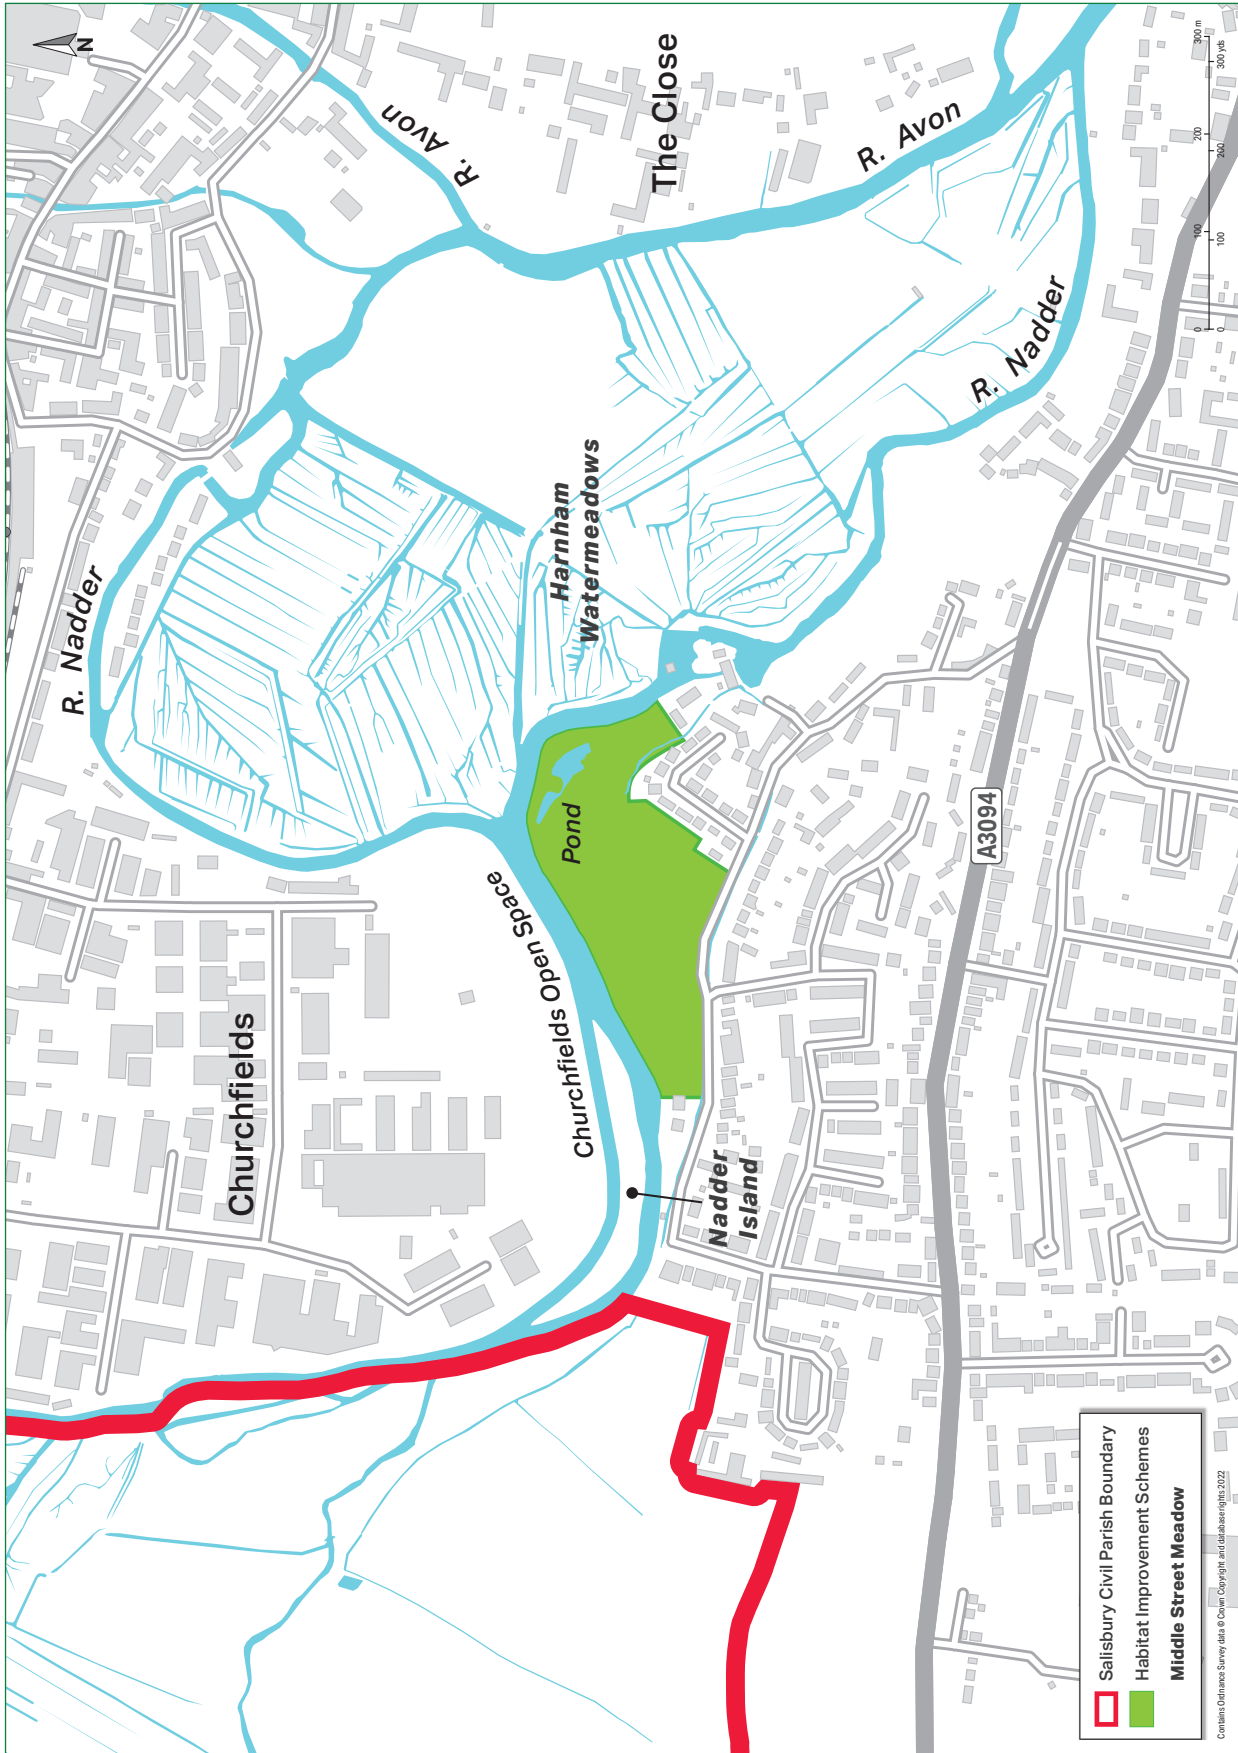 N
R. Avon
The Close
R. Avon
R. Nadder
R. Nadder
Harnham
Watermeadows
Pond
Churchfields Open Space
Churchfields
Nadder
Island
A3094
0 100 200 300 m
0 100 200 300 yds
Salisbury Civil Parish Boundary
Habitat Improvement Schemes
Middle Street Meadow
Contains Ordnance Survey data © Crown Copyright and database rights 2022